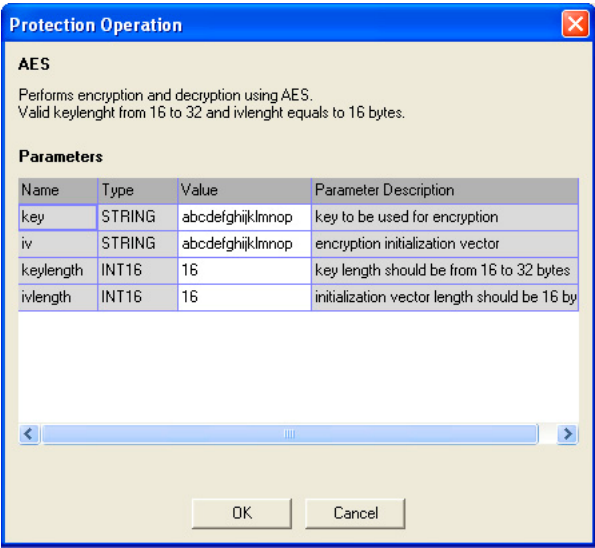 Protection Operation
AES
Performs encryption and decryption using AES.
Valid keylenght from 16 to 32 and ivlenght equals to 16 bytes.
Parameters
Name Type Value Parameter Description
key STRING abcdefghijklmnop key to be used for encryption
iv STRING abcdefghijklmnop encryption initialization vector
keylength INT16 16 key length should be from 16 to 32 bytes
ivlength INT16 16 initialization vector length should be 16 by
OK Cancel